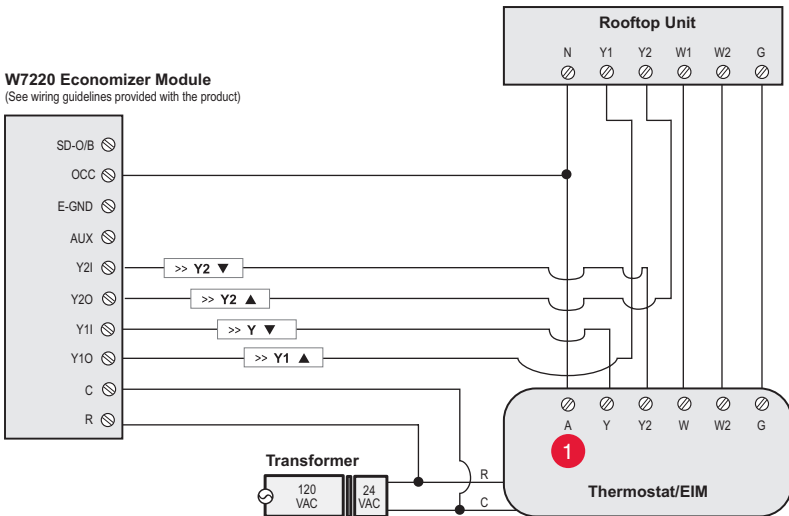 Rooftop Unit
N Y1 Y2 W1 W2 G
W7220 Economizer Module
(See wiring guidelines provided with the product)
SD-O/B
OCC
E-GND
AUX
Y2I >> Y2 ▼
Y2O >> Y2 ▲
Y1I >> Y ▼
Y1O >> Y1 ▲
C
R
A Y Y2 W W2 G
1
Transformer
120 VAC
24 VAC
R
C
Thermostat/EIM